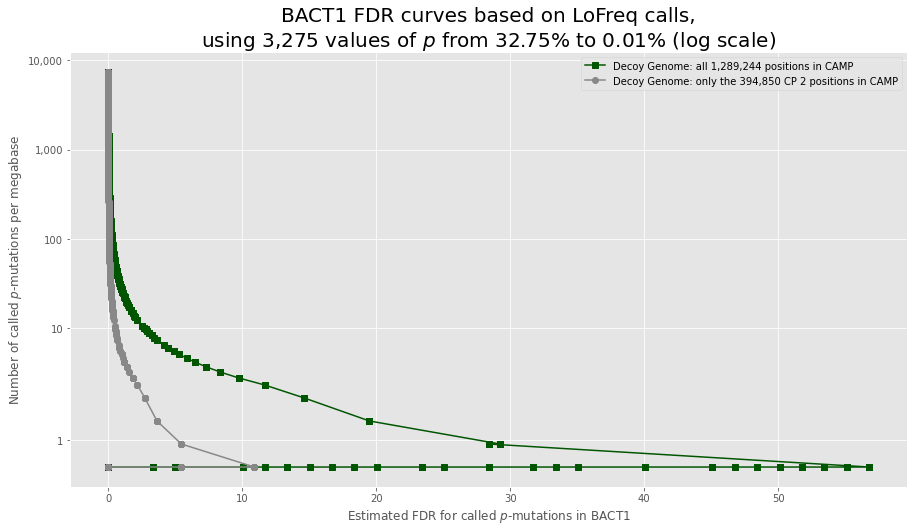 BACT1 FDR curves based on LoFreq calls,
using 3,275 values of p from 32.75% to 0.01% (log scale)
Decoy Genome: all 1,289,244 positions in CAMP
Decoy Genome: only the 394,850 CP 2 positions in CAMP
Number of called p-mutations per megabase
10,000
1,000
100
10
1
0 10 20 30 40 50
Estimated FDR for called p-mutations in BACT1